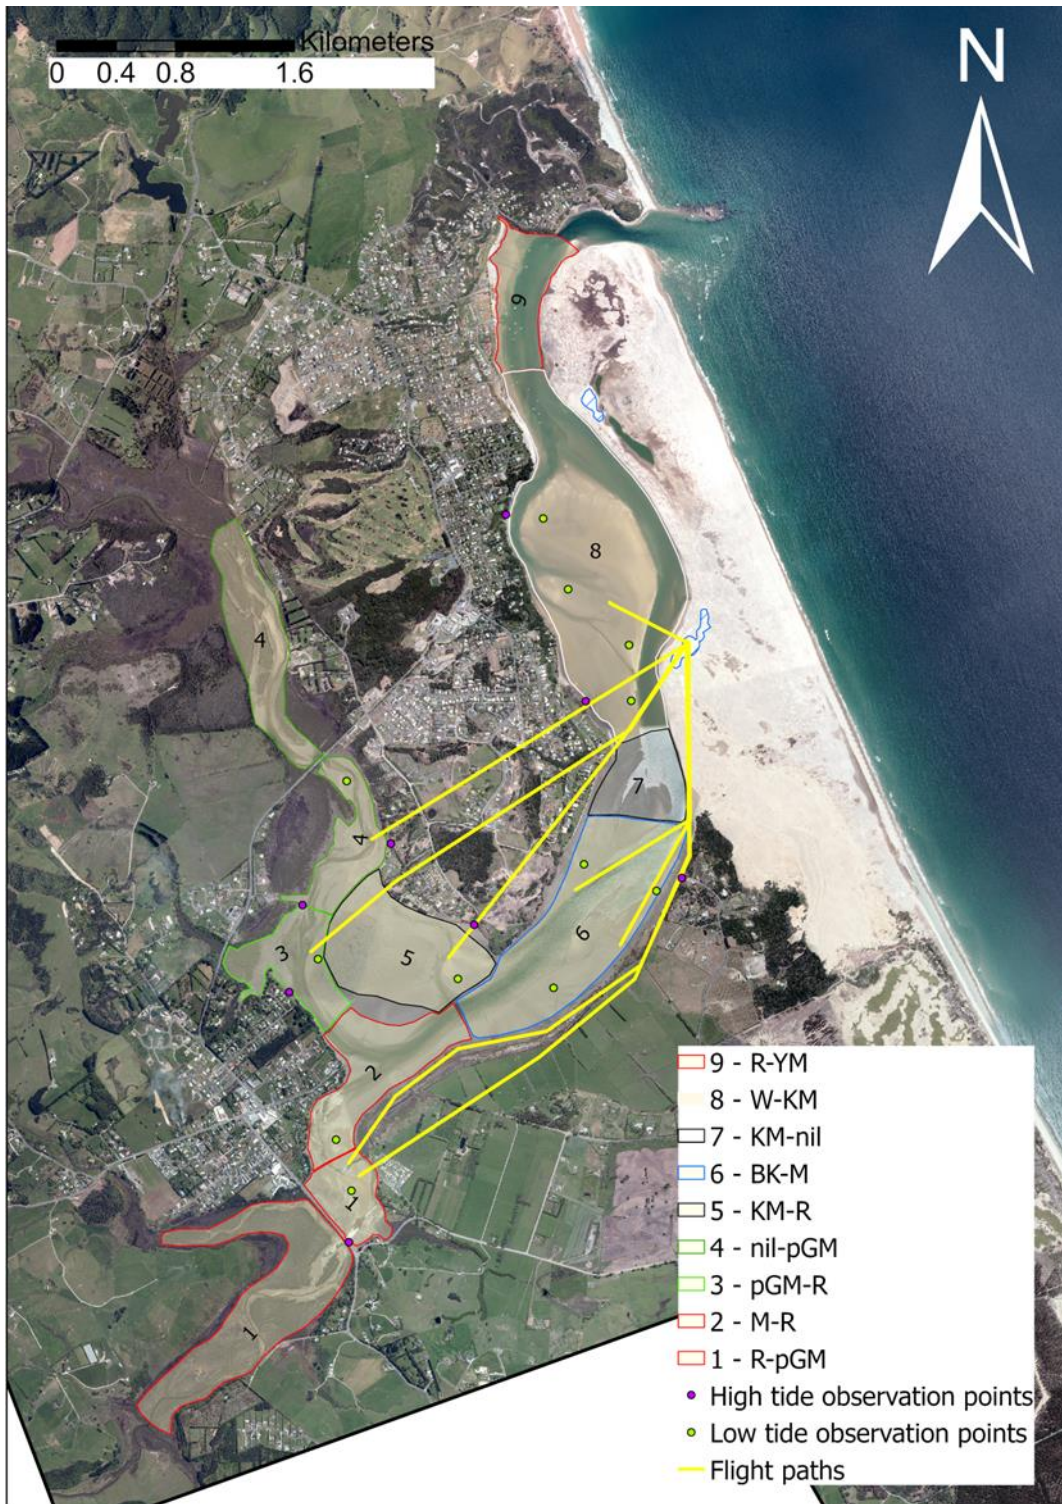 Kilometers
0 0.4 0.8 1.6
N
9
8
4
7
4
6
3
5
2
1
1
9 - R-YM
8 - W-KM
7 - KM-nil
6 - BK-M
5 - KM-R
4 - nil-pGM
3 - pGM-R
2 - M-R
1 - R-pGM
High tide observation points
Low tide observation points
Flight paths